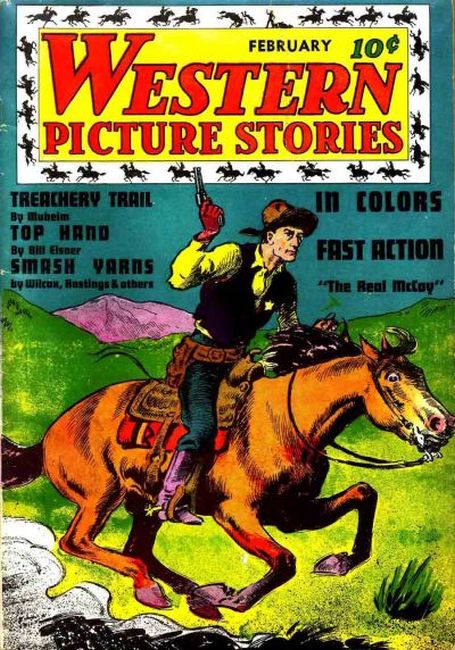 FEBRUARY 10¢
WESTERN
PICTURE STORIES
TREACHERY TRAIL
By Muheim
TOP HAND
By Bill Eisner
SMASH YARNS
by Wilcox, Hastings & others
IN COLORS
FAST ACTION
"The Real McCoy"